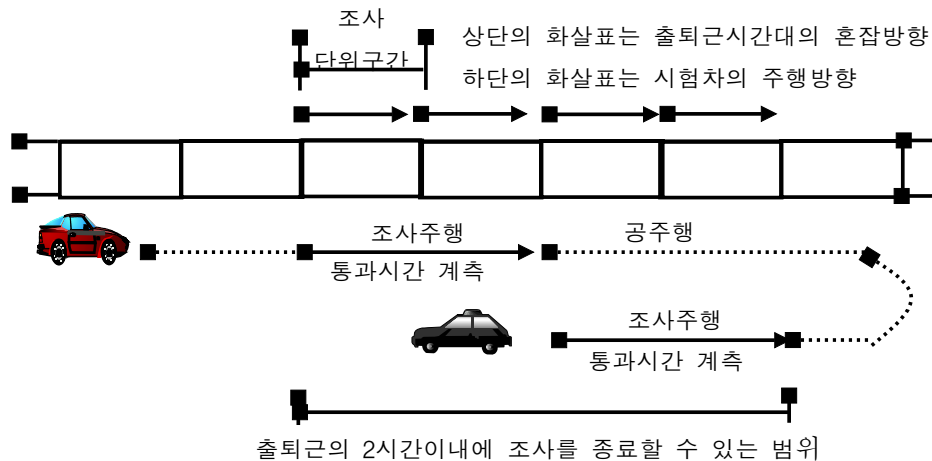 조사
단위구간
상단의 화살표는 출퇴근시간대의 혼잡방향
하단의 화살표는 시험차의 주행방향
조사주행
통과시간 계측
공주행
조사주행
통과시간 계측
출퇴근의 2시간이내에 조사를 종료할 수 있는 범위